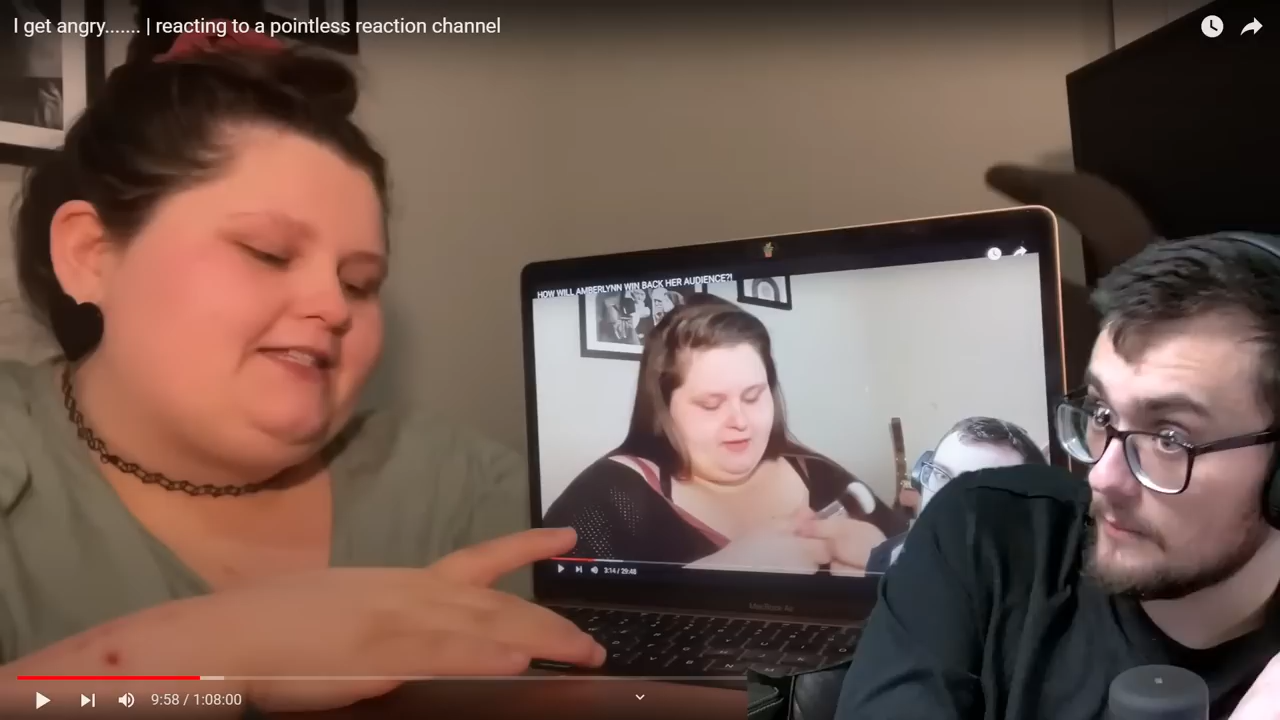 I get angry....... | reacting to a pointless reaction channel
HOW WILL AMBERLYNN WIN BACK HER AUDIENCE?!
3:14 / 29:48
MacBook Air
9:58 / 1:08:00